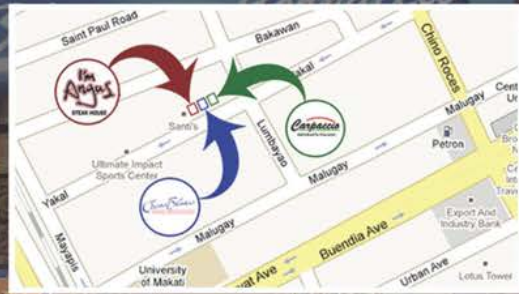 Saint Paul Road
Bakawan
Chino Roces
I'm
Angus
STEAK HOUSE
Yakal
Malugay
Santi's
Carpaccio
Lumbayao
Petron
Ultimate Impact
Sports Center
Malugay
Yakal
Export And
Industry Bank
Mayapis
Malugay
Buendia Ave
University
of Makati
Urban Ave
Lotus Tower